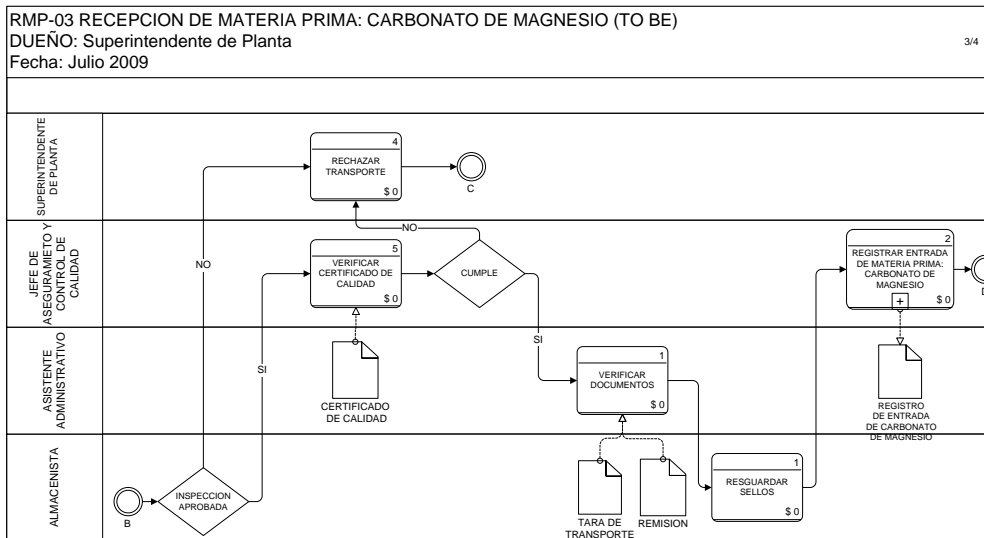 RMP-03 RECEPCION DE MATERIA PRIMA: CARBONATO DE MAGNESIO (TO BE)
DUEÑO: Superintendente de Planta
Fecha: Julio 2009
3/4
SUPERINTENDENTE
DE PLANTA
4
RECHAZAR
TRANSPORTE
$ 0
C
JEFE DE
ASEGURAMIETO Y
CONTROL DE
CALIDAD
NO
NO
5
VERIFICAR
CERTIFICADO DE
CALIDAD
$ 0
CUMPLE
2
REGISTRAR ENTRADA
DE MATERIA PRIMA:
CARBONATO DE
MAGNESIO
+
$ 0
ASISTENTE
ADMINISTRATIVO
SI
SI
CERTIFICADO
DE CALIDAD
1
VERIFICAR
DOCUMENTOS
$ 0
REGISTRO
DE ENTRADA
DE CARBONATO
DE MAGNESIO
ALMACENISTA
B
INSPECCION
APROBADA
TARA DE
TRANSPORTE
REMISION
1
RESGUARDAR
SELLOS
$ 0